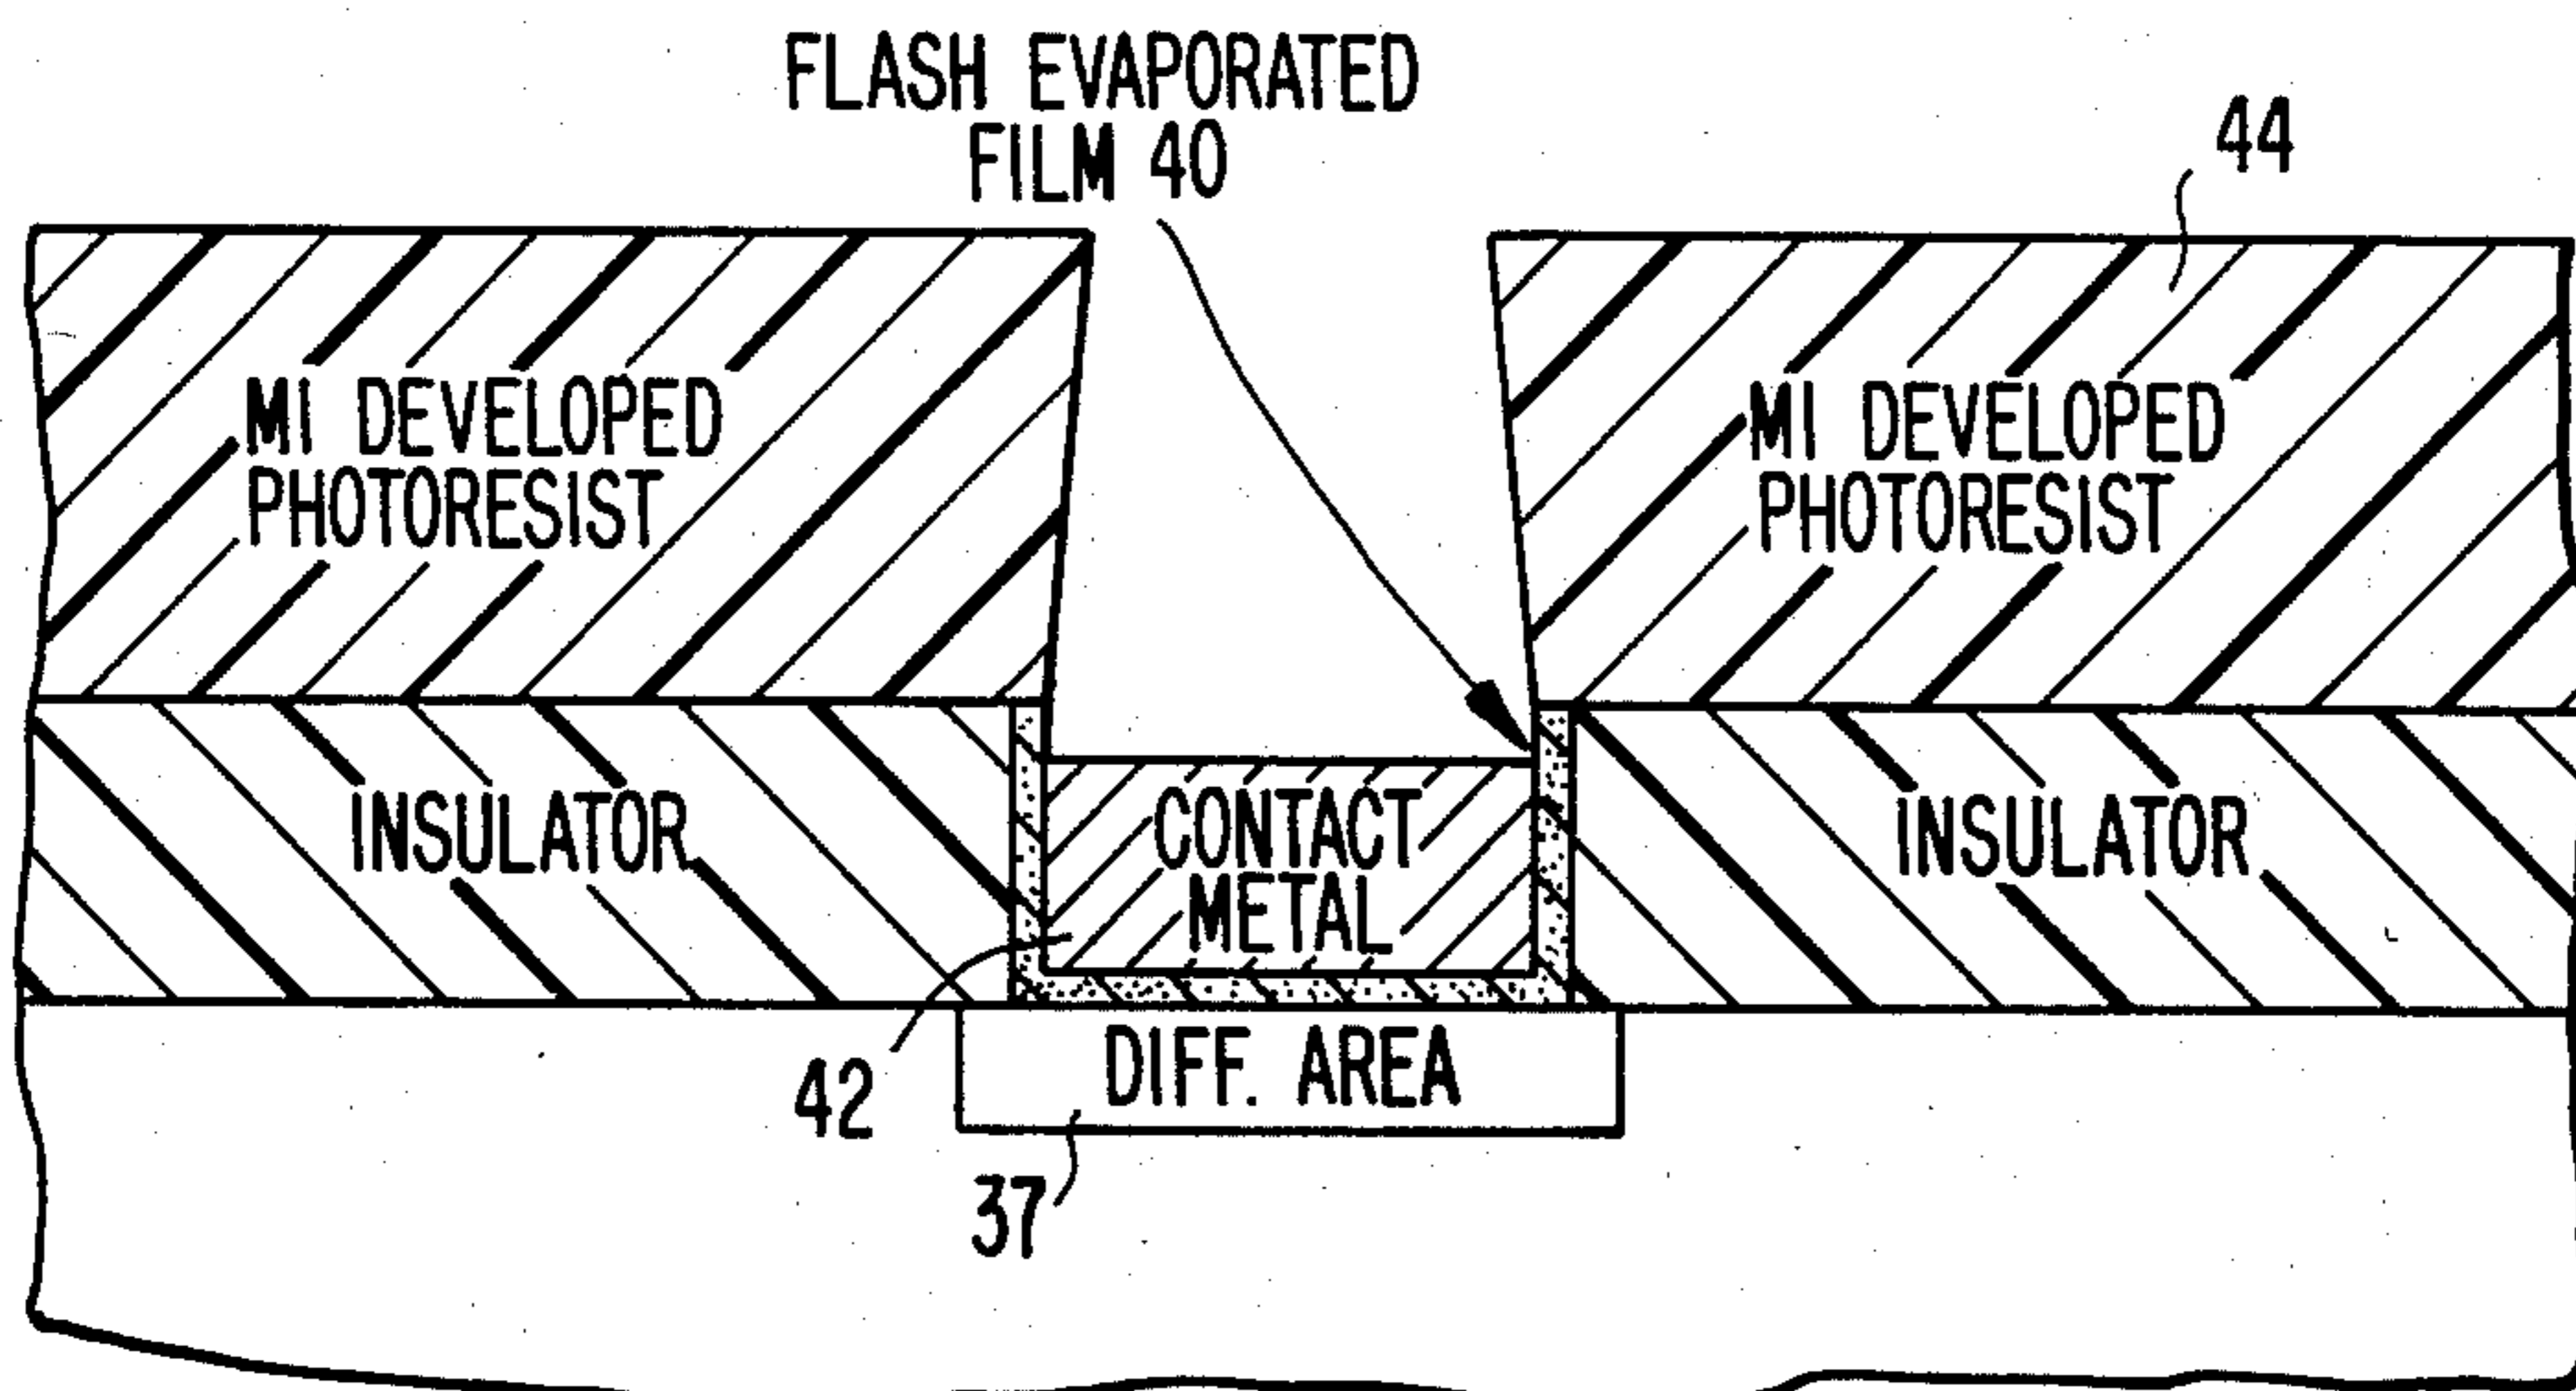 FLASH EVAPORATED
FILM 40
44
MI DEVELOPED
PHOTORESIST
MI DEVELOPED
PHOTORESIST
INSULATOR
CONTACT
METAL
INSULATOR
42
DIFF. AREA
37